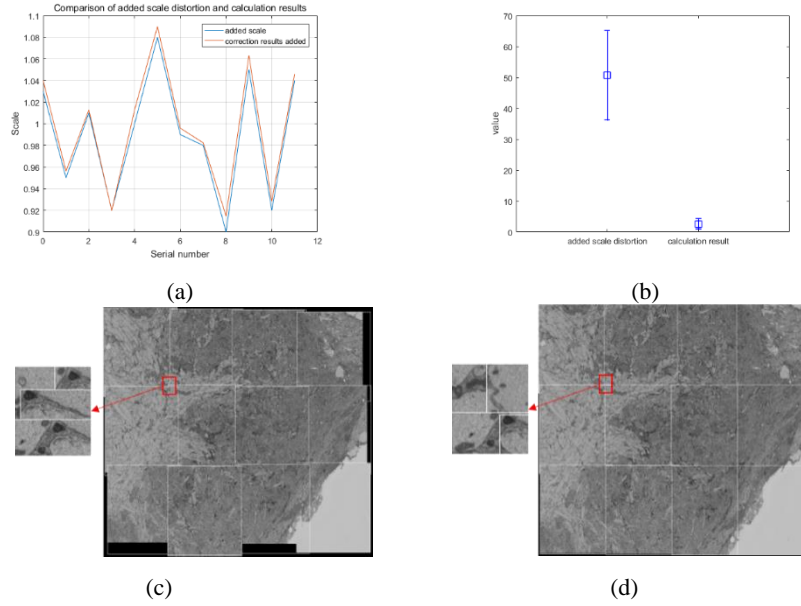 Comparison of added scale distortion and calculation results
added scale
correction results added
1.1
1.08
1.06
1.04
1.02
1
0.98
0.96
0.94
0.92
0.9
Scale
0 2 4 6 8 10 12
Serial number
(a)
70
60
50
40
30
20
10
0
value
added scale distortion calculation result
(b)
(c)
(d)